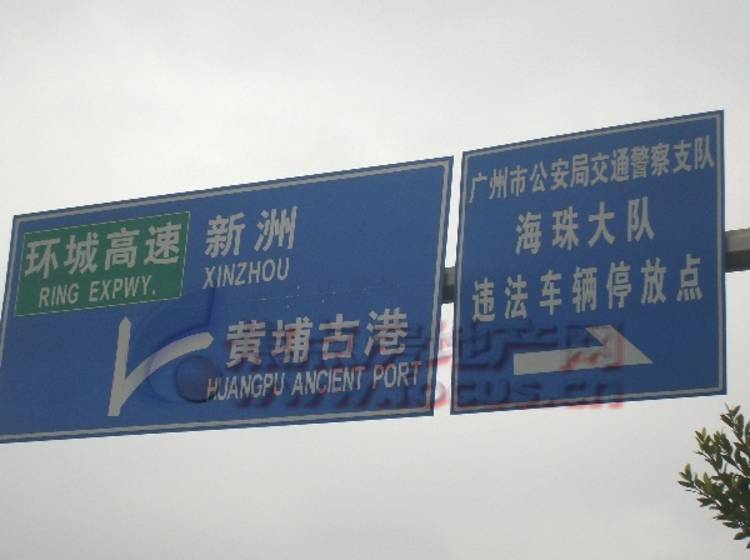 环城高速
RING EXPWY.
新洲
XINZHOU
黄埔古港
HUANGPU ANCIENT PORT
广州市公安局交通警察支队
海珠大队
违法车辆停放点